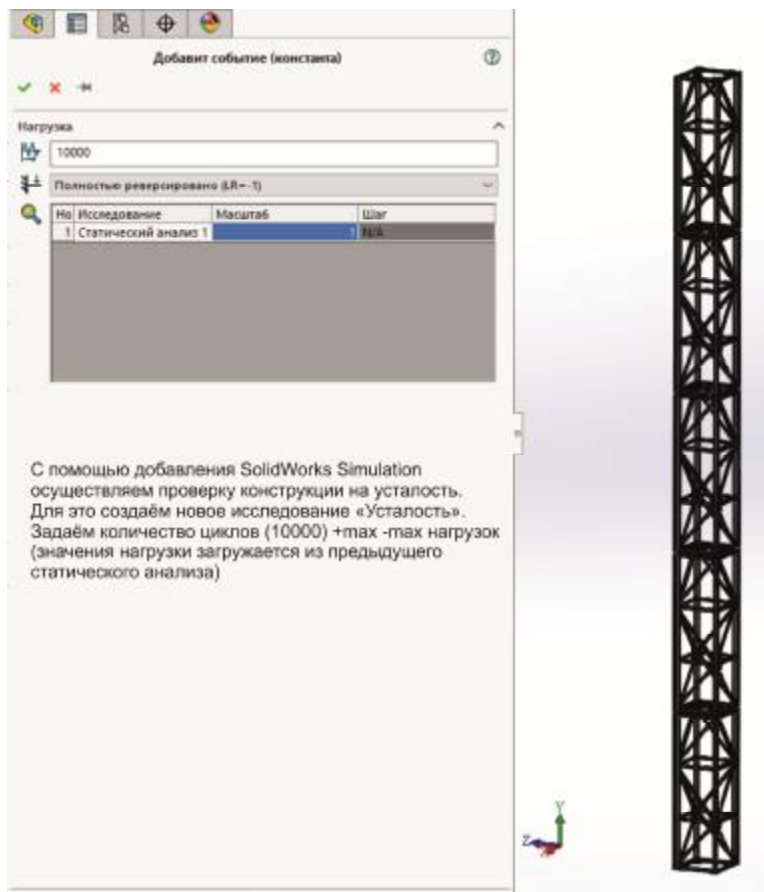 Добавит событие (константа)
Нагрузка
10000
Полностью реверсировано (LR=-1)
Но Исследование Масштаб Шаг
1 Статический анализ 1 1 N/A
С помощью добавления SolidWorks Simulation
осуществляем проверку конструкции на усталость.
Для это создаём новое исследование «Усталость».
Задаём количество циклов (10000) +max -max нагрузок
(значения нагрузки загружается из предыдущего
статического анализа)
Y
Z